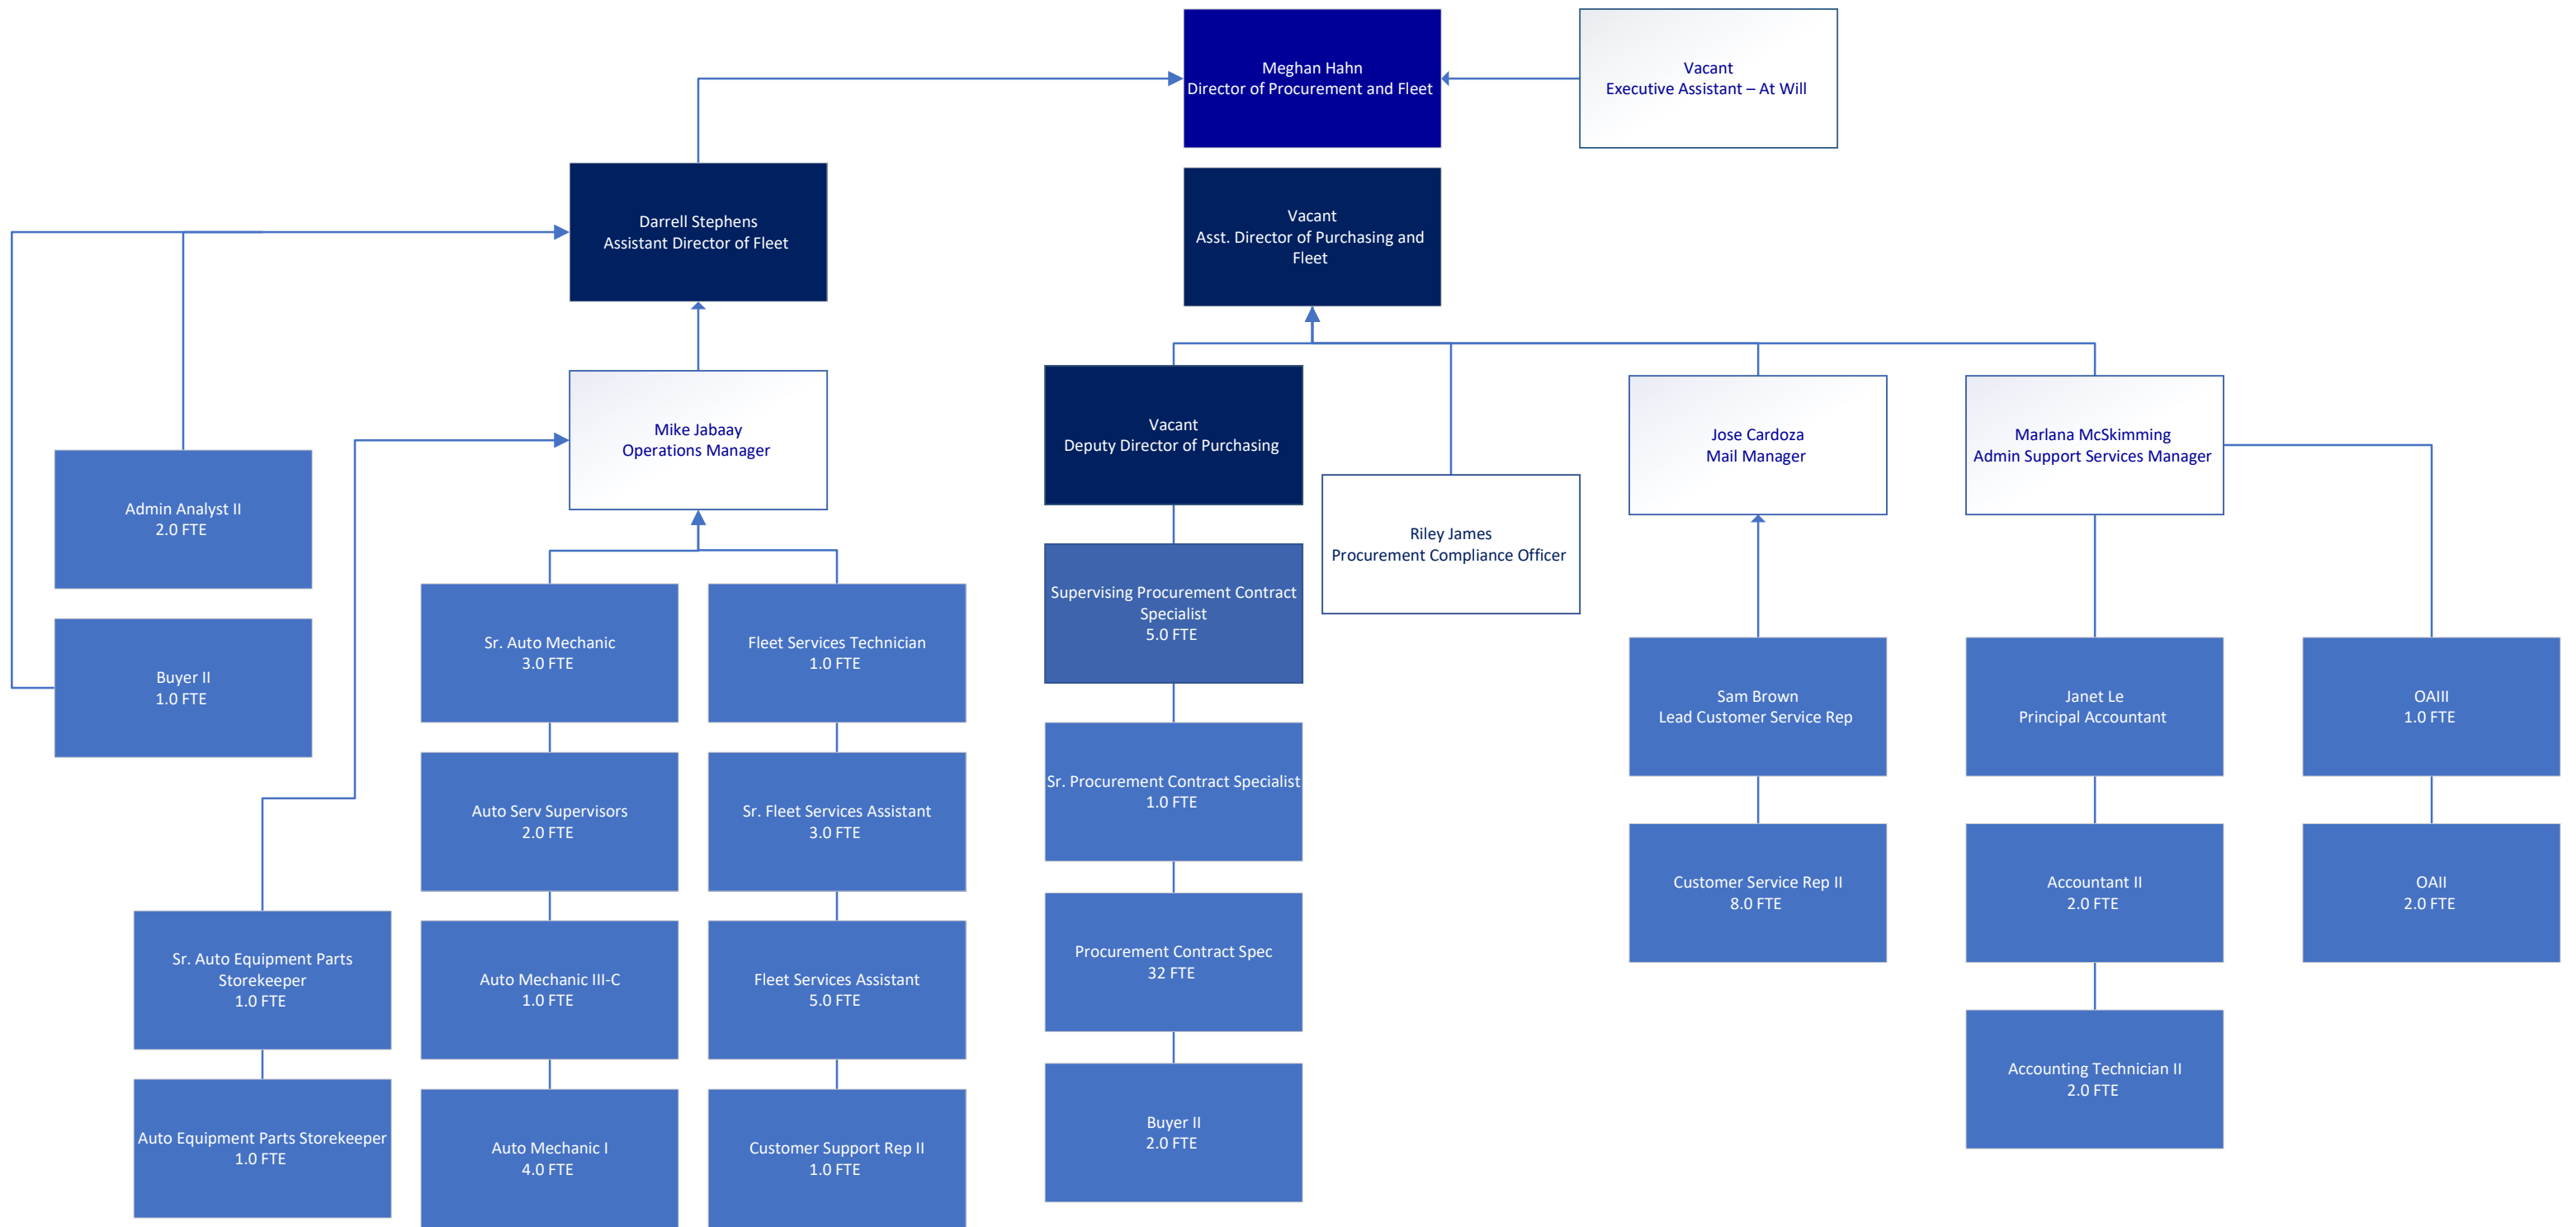 Meghan Hahn
Director of Procurement and Fleet
Vacant
Executive Assistant – At Will
Darrell Stephens
Assistant Director of Fleet
Vacant
Asst. Director of Purchasing and
Fleet
Mike Jabaay
Operations Manager
Vacant
Deputy Director of Purchasing
Jose Cardoza
Mail Manager
Marlana McSkimming
Admin Support Services Manager
Admin Analyst II
2.0 FTE
Riley James
Procurement Compliance Officer
Buyer II
1.0 FTE
Sr. Auto Mechanic
3.0 FTE
Fleet Services Technician
1.0 FTE
Supervising Procurement Contract
Specialist
5.0 FTE
Sam Brown
Lead Customer Service Rep
Janet Le
Principal Accountant
OAIII
1.0 FTE
Auto Serv Supervisors
2.0 FTE
Sr. Fleet Services Assistant
3.0 FTE
Sr. Procurement Contract Specialist
1.0 FTE
Customer Service Rep II
8.0 FTE
Accountant II
2.0 FTE
OAII
2.0 FTE
Sr. Auto Equipment Parts
Storekeeper
1.0 FTE
Auto Mechanic III-C
1.0 FTE
Fleet Services Assistant
5.0 FTE
Procurement Contract Spec
32 FTE
Accounting Technician II
2.0 FTE
Auto Equipment Parts Storekeeper
1.0 FTE
Auto Mechanic I
4.0 FTE
Customer Support Rep II
1.0 FTE
Buyer II
2.0 FTE